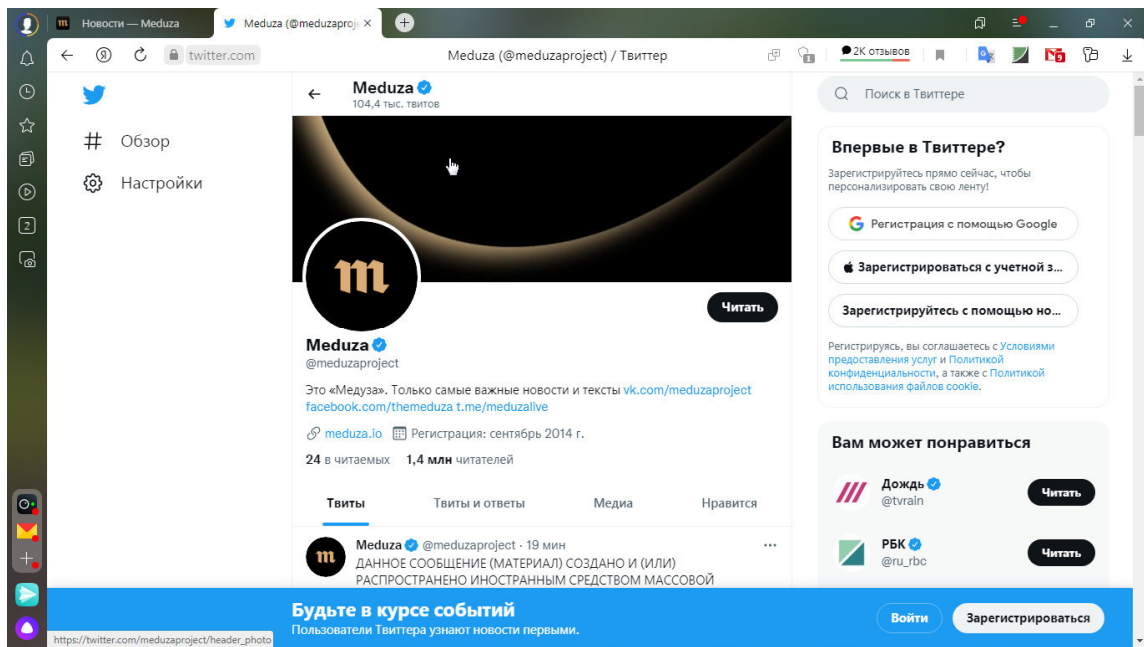 Новости — Meduza
Meduza (@meduzaproje
twitter.com
Meduza (@meduzaproject) / Твиттер
2К отзывов
1
9
2
Обзор
Настройки
Meduza
104,4 тыс. твитов
m
Читать
Meduza
@meduzaproject
Это «Медуза». Только самые важные новости и тексты vk.com/meduzaproject
facebook.com/themeduza t.me/meduzalive
meduza.io Регистрация: сентябрь 2014 г.
24 в читаемых 1,4 млн читателей
Твиты Твиты и ответы Медиа Нравится
m
Meduza @meduzaproject · 19 мин
ДАННОЕ СООБЩЕНИЕ (МАТЕРИАЛ) СОЗДАНО И (ИЛИ)
РАСПРОСТРАНЕНО ИНОСТРАННЫМ СРЕДСТВОМ МАССОВОЙ
Поиск в Твиттере
Впервые в Твиттере?
Зарегистрируйтесь прямо сейчас, чтобы
персонализировать свою ленту!
Регистрация с помощью Google
Зарегистрироваться с учетной з...
Зарегистрируйтесь с помощью но...
Регистрируясь, вы соглашаетесь с Условиями
предоставления услуг и Политикой
конфиденциальности, а также с Политикой
использования файлов cookie.
Вам может понравиться
Дождь
@tvrain
Читать
РБК
@ru_rbc
Читать
Будьте в курсе событий
Пользователи Твиттера узнают новости первыми.
Войти
Зарегистрироваться
https://twitter.com/meduzaproject/header_photo